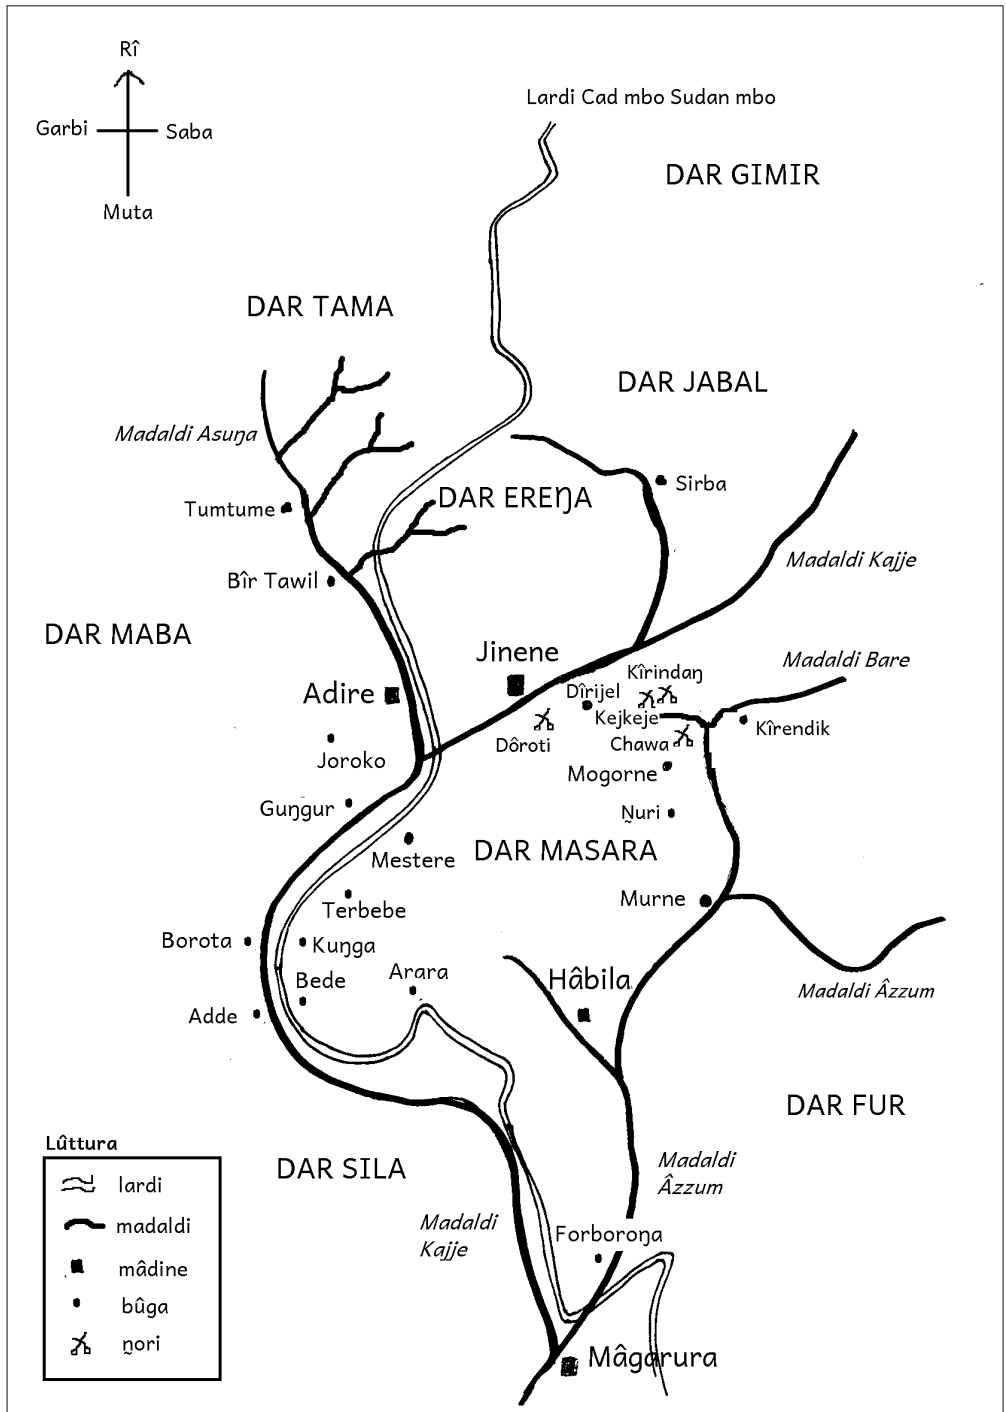 Rî
Garbi
Saba
Muta
Lardi Cad mbo Sudan mbo
DAR GIMIR
DAR TAMA
DAR JABAL
Madaldi Asuŋa
DAR EREŊA
Sirba
Tumtume
Madaldi Kajje
Bîr Tawil
DAR MABA
Jinene
Madaldi Bare
Kîrindaŋ
Adire
Dîrijel
Kejkeje
Kîrendik
Dôroti
Chawa
Joroko
Mogorne
Guŋgur
Ñuri
Mestere
DAR MASARA
Murne
Terbebe
Borota
Kuŋga
Arara
Hâbila
Bede
Madaldi Âzzum
Adde
DAR FUR
Lûttura
DAR SILA
Madaldi
Âzzum
lardi
Madaldi
Kajje
madaldi
Forboroŋa
mâdine
bûga
n̰ori
Mâgarura